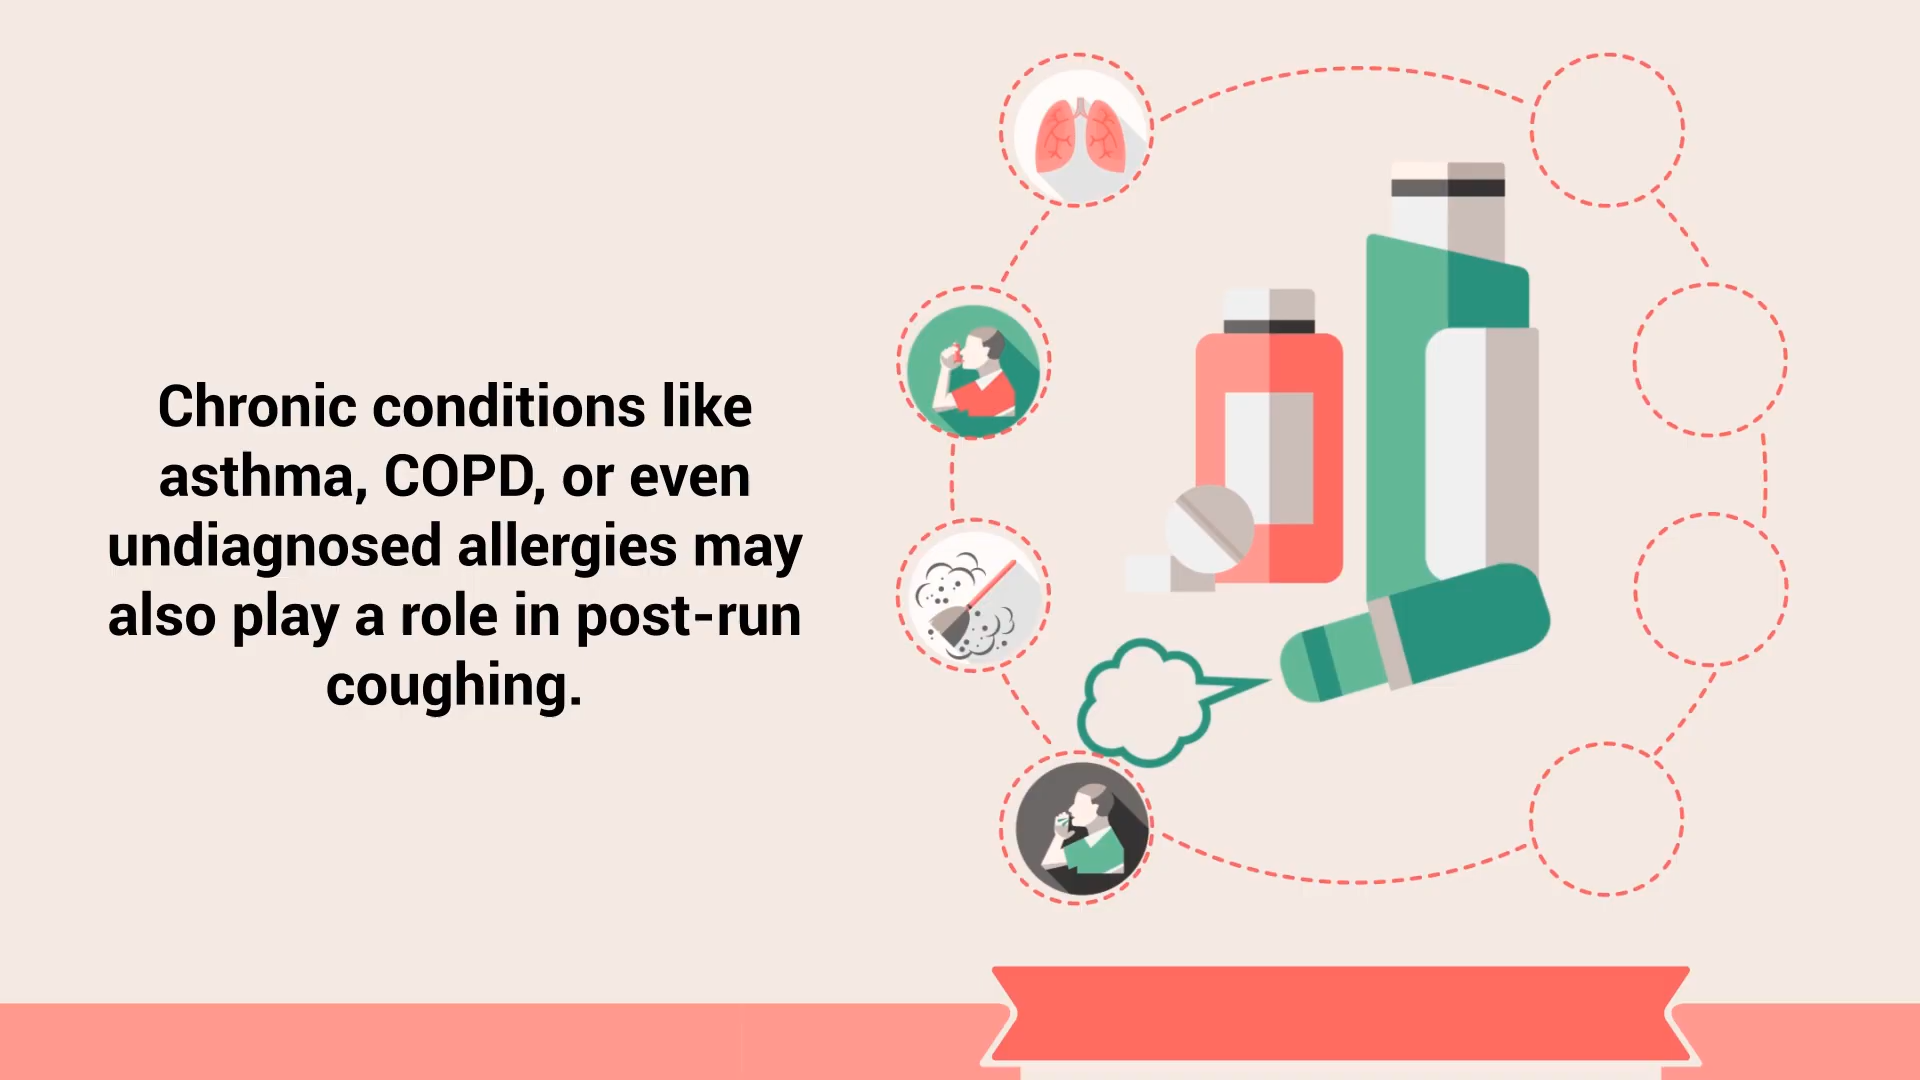 Chronic conditions like
asthma, COPD, or even
undiagnosed allergies may
also play a role in post-run
coughing.